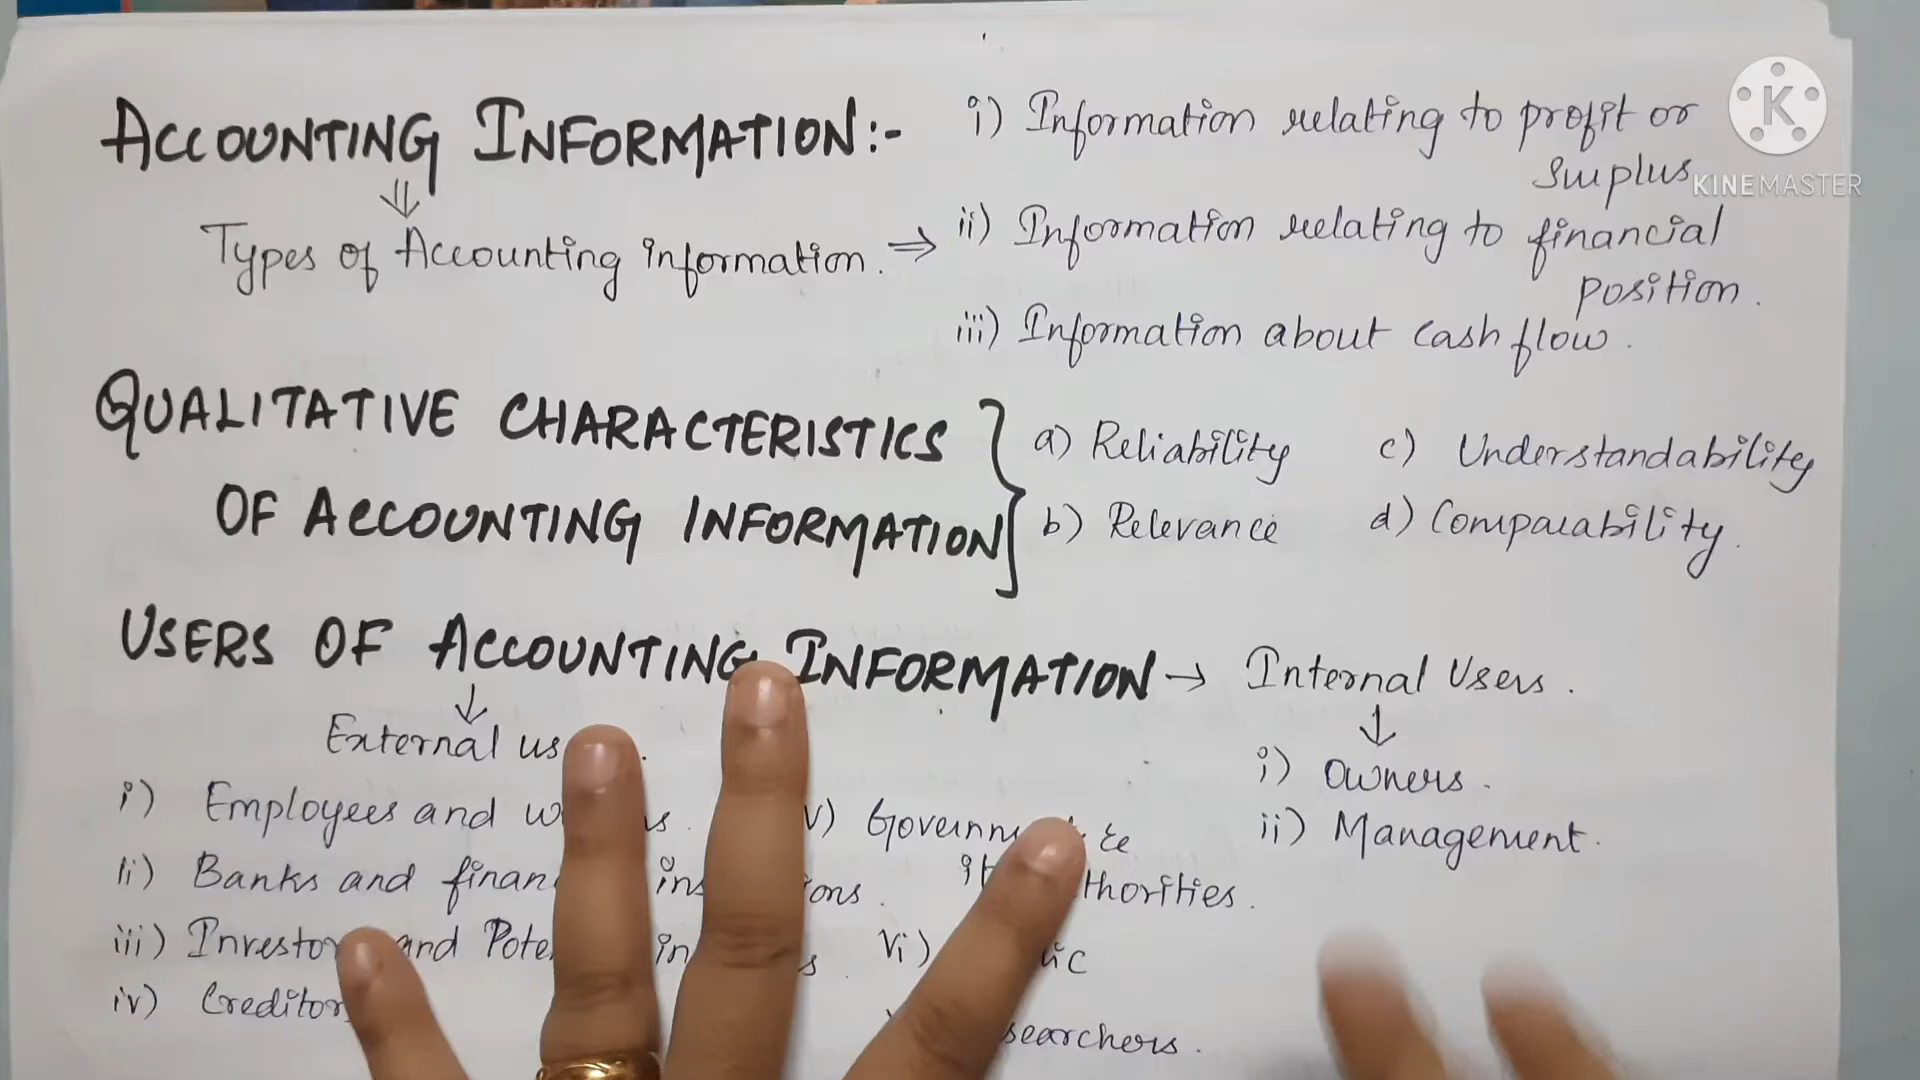 ACCOUNTING INFORMATION:-
⇓
Types of Accounting information. ⇒
i) Information relating to profit or
surplus
ii) Information relating to financial
position.
iii) Information about cash flow.
K
KINEMASTER
QUALITATIVE CHARACTERISTICS
OF ACCOUNTING INFORMATION
a) Reliability
b) Relevance
c) Understandability
d) Comparability.
USERS OF ACCOUNTING INFORMATION → Internal Users.
↓
i) Owners.
ii) Management.
↓
External
i) Employees and
ii) Banks and
iii) and
iv)
v)
vi)